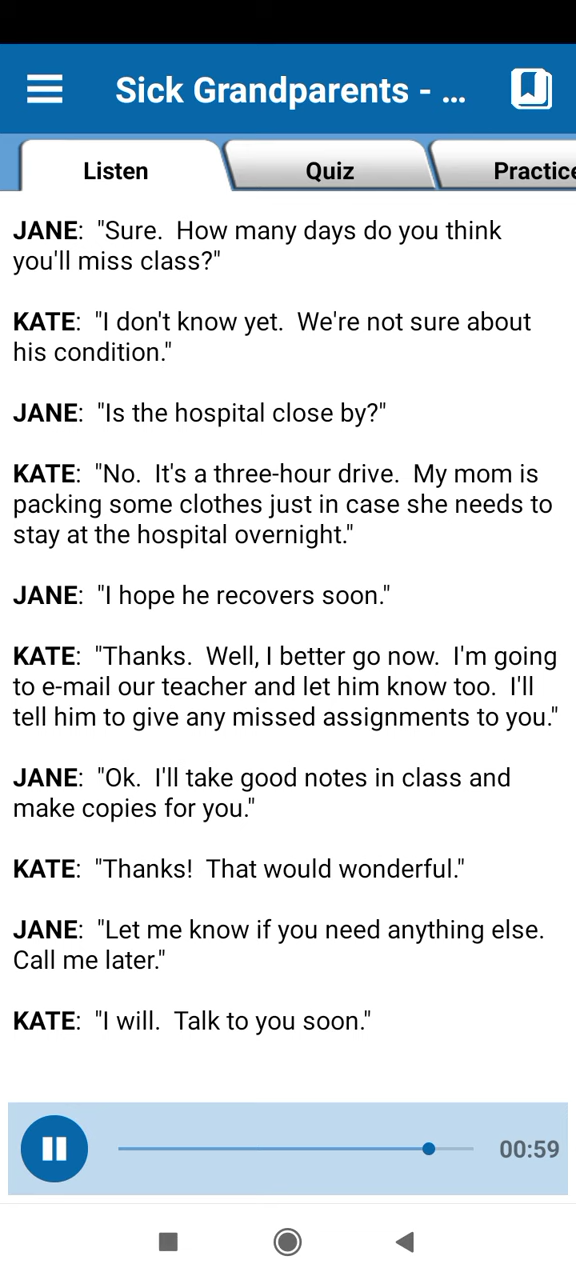 Sick Grandparents - ...
Listen
Quiz
Practice
JANE:  "Sure.  How many days do you think
you'll miss class?"
KATE:  "I don't know yet.  We're not sure about
his condition."
JANE:  "Is the hospital close by?"
KATE:  "No.  It's a three-hour drive.  My mom is
packing some clothes just in case she needs to
stay at the hospital overnight."
JANE:  "I hope he recovers soon."
KATE:  "Thanks.  Well, I better go now.  I'm going
to e-mail our teacher and let him know too.  I'll
tell him to give any missed assignments to you."
JANE:  "Ok.  I'll take good notes in class and
make copies for you."
KATE:  "Thanks!  That would wonderful."
JANE:  "Let me know if you need anything else.
Call me later."
KATE:  "I will.  Talk to you soon."
00:59